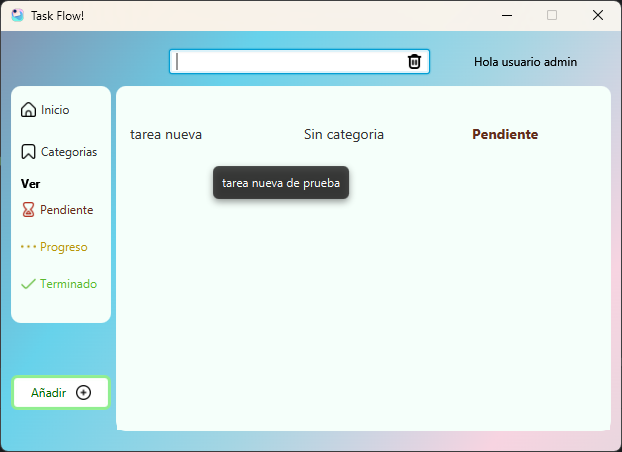 Task Flow!
Hola usuario admin
Inicio
Categorias
Ver
Pendiente
Progreso
Terminado
Añadir
tarea nueva Sin categoria Pendiente
tarea nueva de prueba